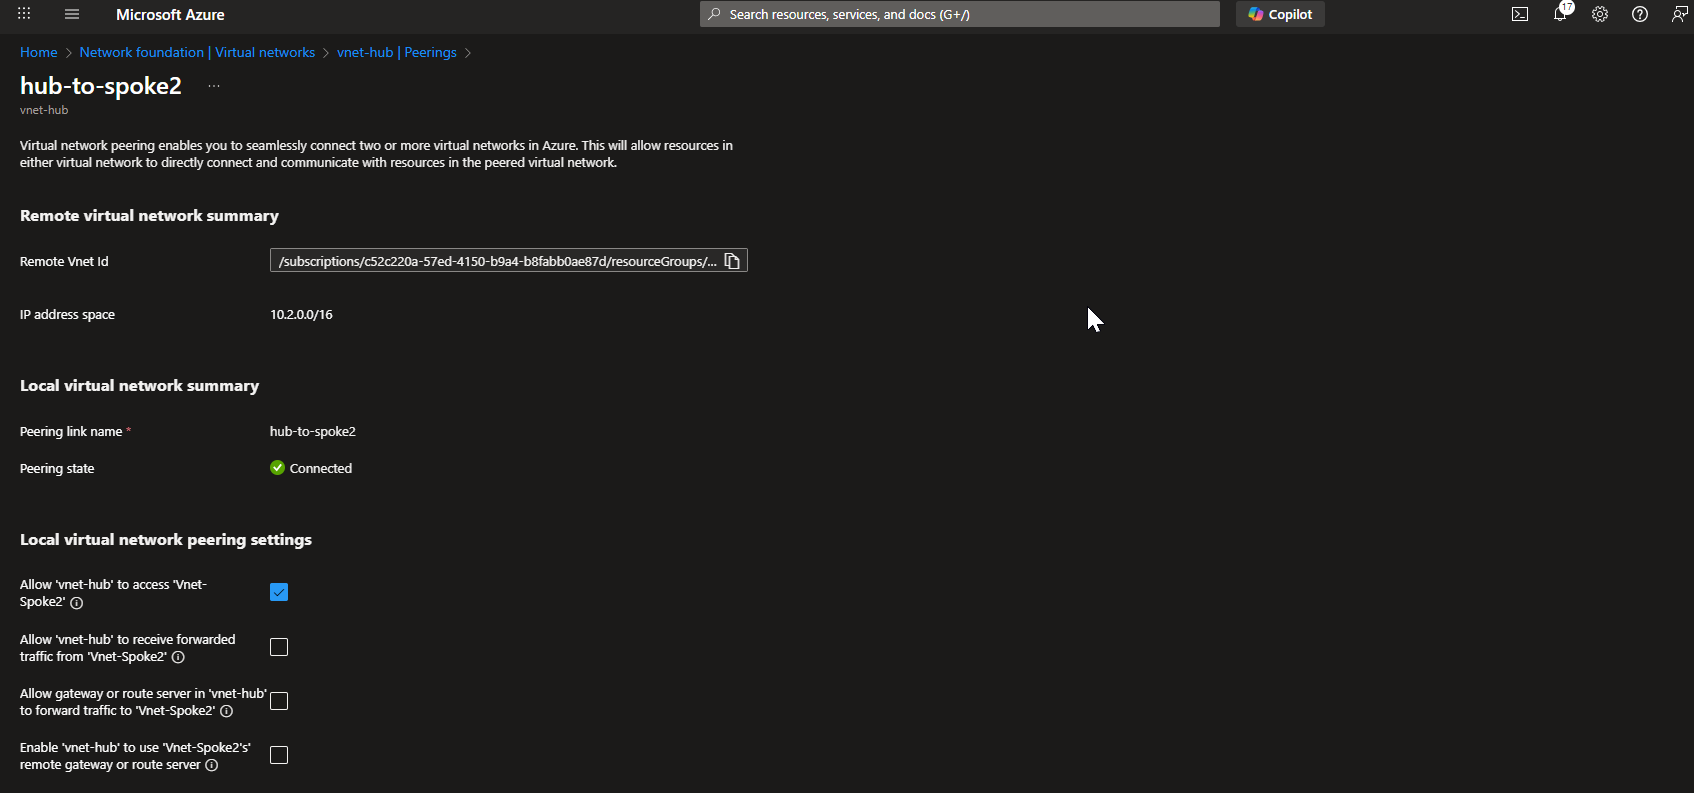 Microsoft Azure
Search resources, services, and docs (G+/)
Copilot
17
Home > Network foundation | Virtual networks > vnet-hub | Peerings >
hub-to-spoke2 ...
vnet-hub
Virtual network peering enables you to seamlessly connect two or more virtual networks in Azure. This will allow resources in
either virtual network to directly connect and communicate with resources in the peered virtual network.
Remote virtual network summary
Remote Vnet Id
/subscriptions/c52c220a-57ed-4150-b9a4-b8fabb0ae87d/resourceGroups/...
IP address space
10.2.0.0/16
Local virtual network summary
Peering link name *
hub-to-spoke2
Peering state
Connected
Local virtual network peering settings
Allow 'vnet-hub' to access 'Vnet-
Spoke2'
Allow 'vnet-hub' to receive forwarded
traffic from 'Vnet-Spoke2'
Allow gateway or route server in 'vnet-hub'
to forward traffic to 'Vnet-Spoke2'
Enable 'vnet-hub' to use 'Vnet-Spoke2's'
remote gateway or route server